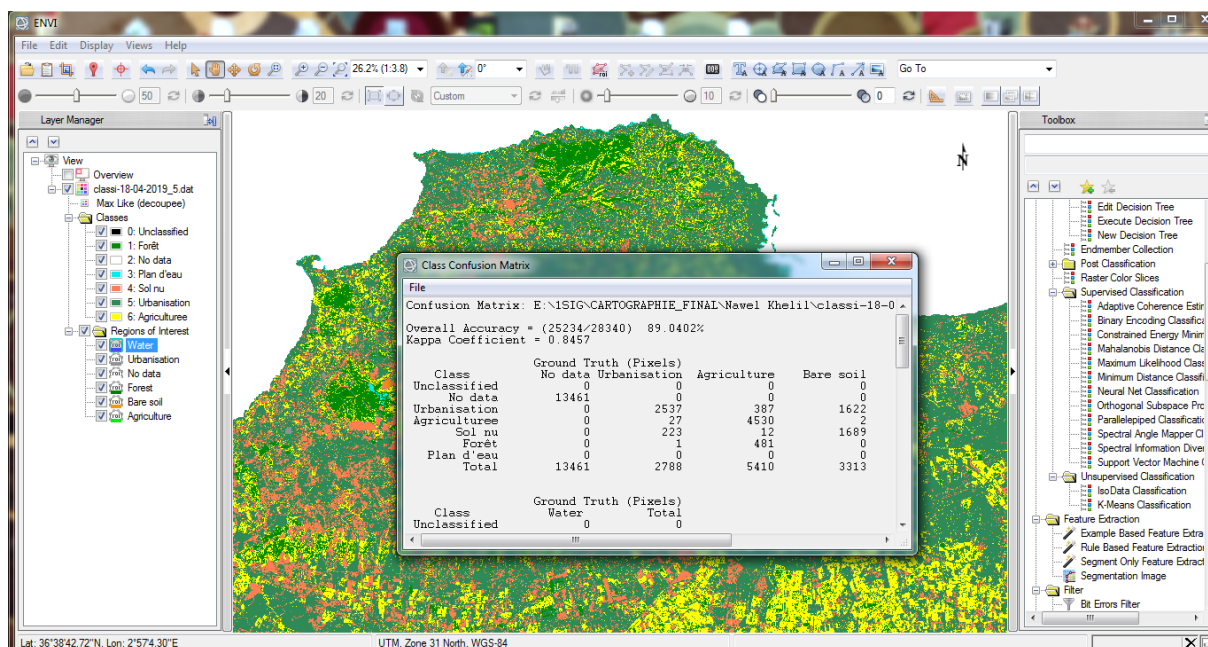 ENVI
File Edit Display Views Help
26.2% (1:3.8) 0° Go To
50 20 Custom 10 0
Layer Manager
View
Overview
classi-18-04-2019_5.dat
Max Like (decoupee)
Classes
0: Unclassified
1: Forêt
2: No data
3: Plan d'eau
4: Sol nu
5: Urbanisation
6: Agriculturee
Regions of Interest
Water
Urbanisation
No data
Forest
Bare soil
Agriculture
N
Class Confusion Matrix
File
Confusion Matrix: E:\1SIG\CARTOGRAPHIE_FINAL\Nawel Khelil\classi-18-0
Overall Accuracy = (25234/28340) 89.0402%
Kappa Coefficient = 0.8457
Ground Truth (Pixels)
Class No data Urbanisation Agriculture Bare soil
Unclassified 0 0 0 0
No data 13461 0 0 0
Urbanisation 0 2537 387 1622
Agriculturee 0 27 4530 2
Sol nu 0 223 12 1689
Forêt 0 1 481 0
Plan d'eau 0 0 0 0
Total 13461 2788 5410 3313
Ground Truth (Pixels)
Class Water Total
Unclassified 0 0
Toolbox
Edit Decision Tree
Execute Decision Tree
New Decision Tree
Endmember Collection
Post Classification
Raster Color Slices
Supervised Classification
Adaptive Coherence Estir
Binary Encoding Classifica
Constrained Energy Minim
Mahalanobis Distance Cla
Maximum Likelihood Class
Minimum Distance Classifi
Neural Net Classification
Orthogonal Subspace Pro
Parallelepiped Classificatic
Spectral Angle Mapper Cl
Spectral Information Diver
Support Vector Machine C
Unsupervised Classification
IsoData Classification
K-Means Classification
Feature Extraction
Example Based Feature Extra
Rule Based Feature Extraction
Segment Only Feature Extract
Segmentation Image
Filter
Bit Errors Filter
Lat: 36°38'42.72"N, Lon: 2°57'4.30"E UTM, Zone 31 North, WGS-84